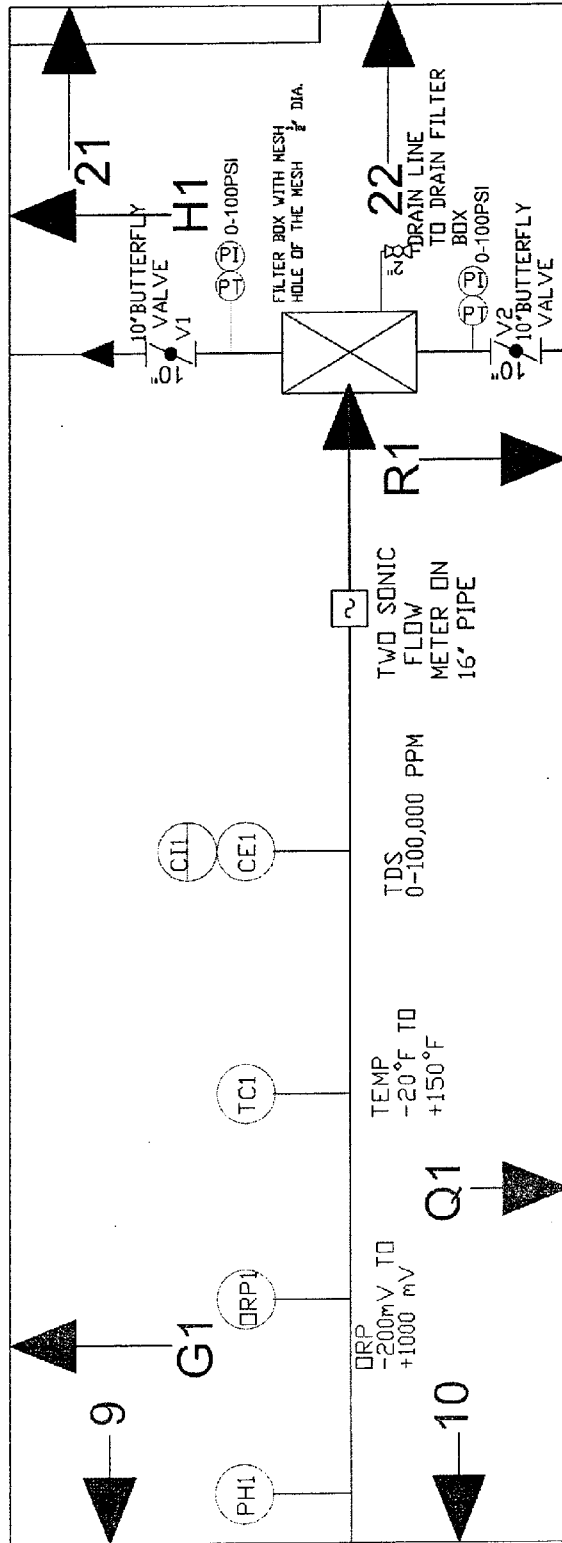 9
10
G1
Q1
PH1
ORP1
ORP
-200mV TO
+1000 mV
TC1
TEMP
-20°F TO
+150°F
CI1
CE1
TDS
0-100,000 PPM
TWO SONIC
FLOW
METER ON
16" PIPE
R1
10"BUTTERFLY
VALVE
V1
10"
H1
21
PI
PT
0-100PSI
FILTER BOX WITH MESH
HOLE OF THE MESH ½" DIA.
22
2"
DRAIN LINE
TO DRAIN FILTER
BOX
PI
PT
0-100PSI
10"
V2
10"BUTTERFLY
VALVE